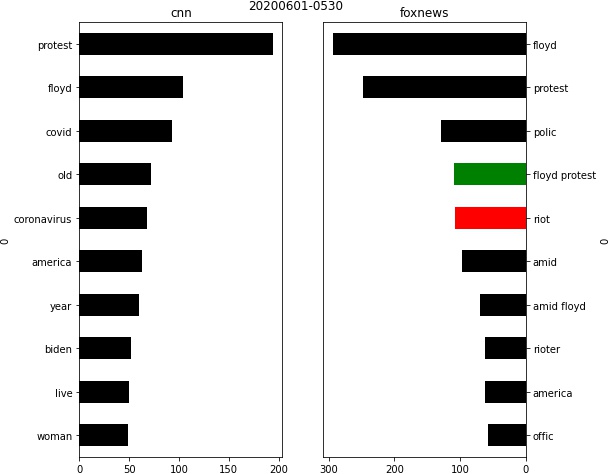 20200601-0530
cnn
foxnews
protest
floyd
covid
old
coronavirus
america
year
biden
live
woman
0
0 50 100 150 200
floyd
protest
polic
floyd protest
riot
amid
amid floyd
rioter
america
offic
0
300 200 100 0